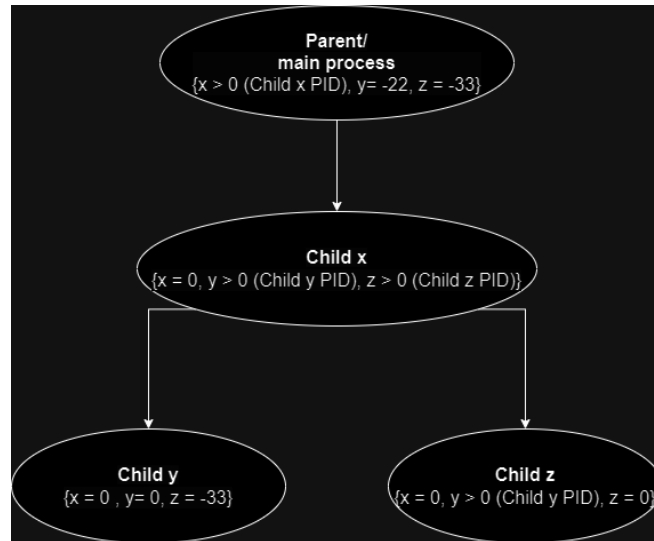 Parent/
main process
{x > 0 (Child x PID), y= -22, z = -33}
Child x
{x = 0, y > 0 (Child y PID), z > 0 (Child z PID)}
Child y
{x = 0 , y= 0, z = -33}
Child z
{x = 0, y > 0 (Child y PID), z = 0}